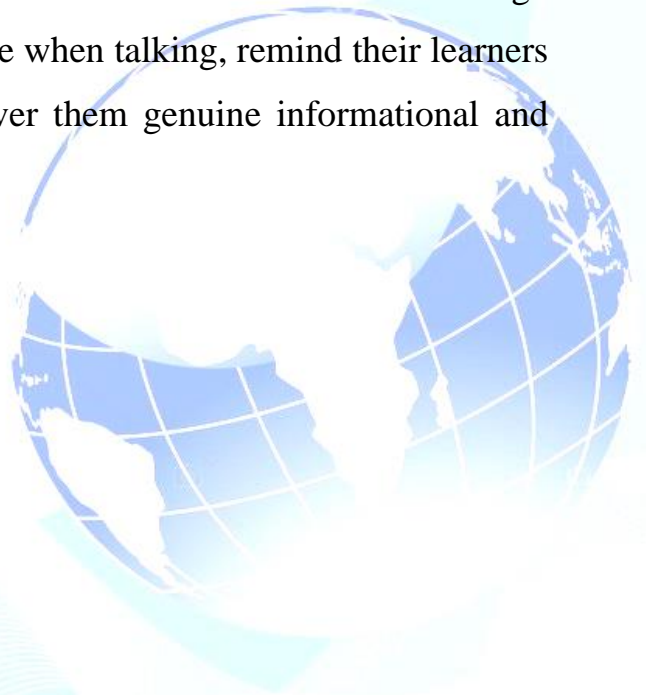 e when talking, remind their learners
ver them genuine informational and